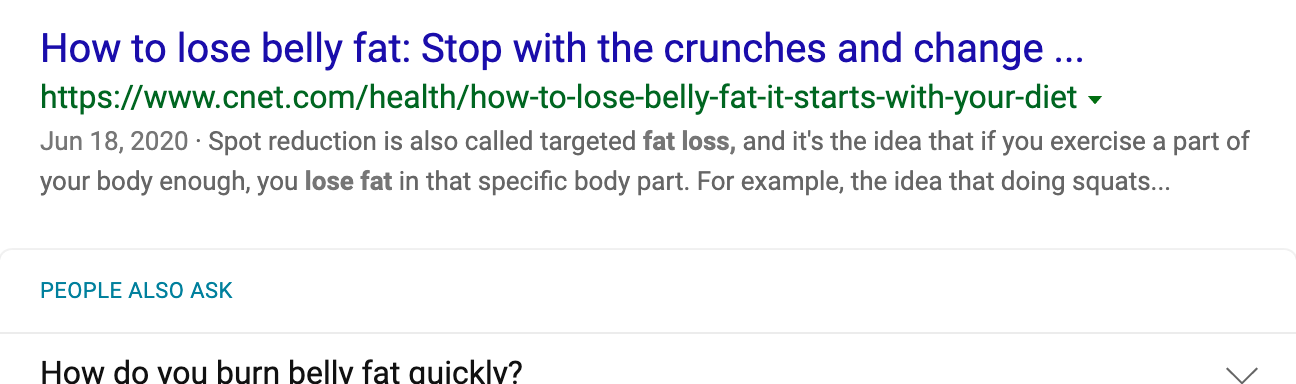 How to lose belly fat: Stop with the crunches and change ...
https://www.cnet.com/health/how-to-lose-belly-fat-it-starts-with-your-diet
Jun 18, 2020 · Spot reduction is also called targeted fat loss, and it's the idea that if you exercise a part of
your body enough, you lose fat in that specific body part. For example, the idea that doing squats...
PEOPLE ALSO ASK
How do you burn belly fat quickly?